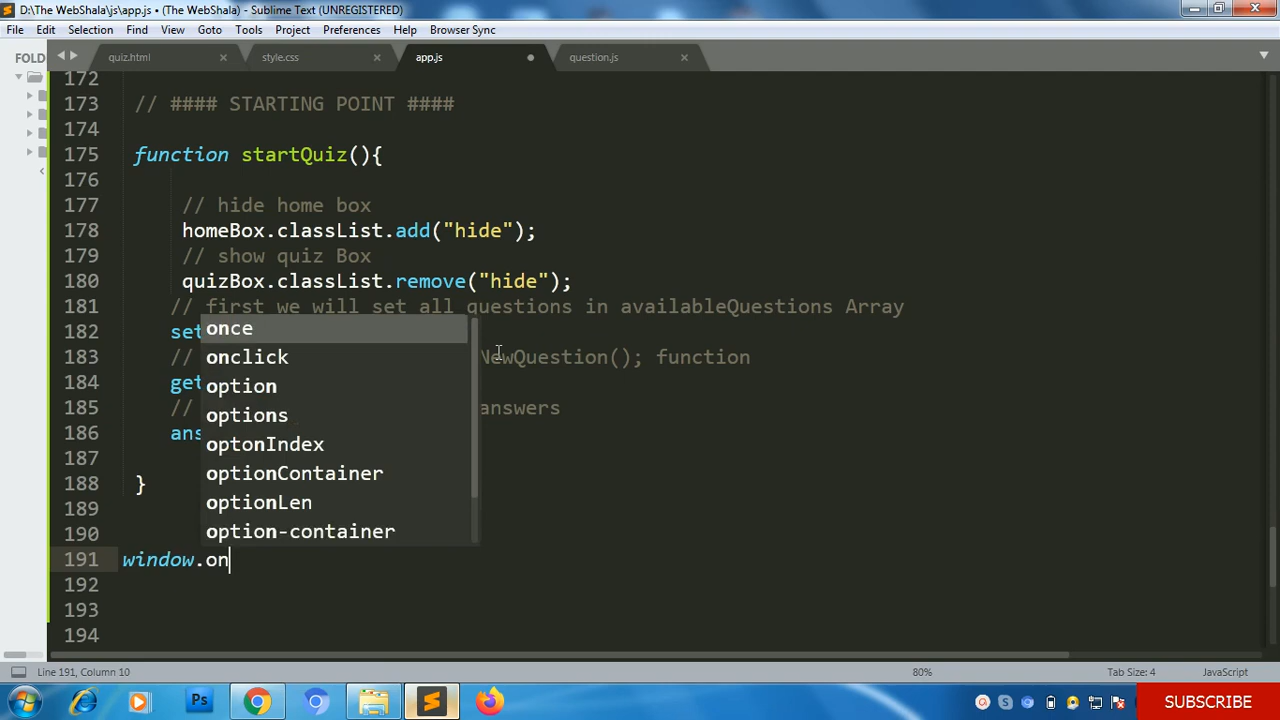 D:\The WebShala\js\app.js • (The WebShala) - Sublime Text (UNREGISTERED)
File Edit Selection Find View Goto Tools Project Preferences Help Browser Sync
FOLD
quiz.html style.css app.js question.js
172
173 // #### STARTING POINT ####
174
175 function startQuiz(){
176
177 // hide home box
178 homeBox.classList.add("hide");
179 // show quiz Box
180 quizBox.classList.remove("hide");
181 // first we will set all questions in availableQuestions Array
182 set
183 // NewQuestion(); function
184 get
185 // answers
186 ans
187
188 }
189
190
191 window.on
192
193
194
once
onclick
option
options
optonIndex
optionContainer
optionLen
option-container
Line 191, Column 10 80% Tab Size: 4 JavaScript
Ps
SUBSCRIBE